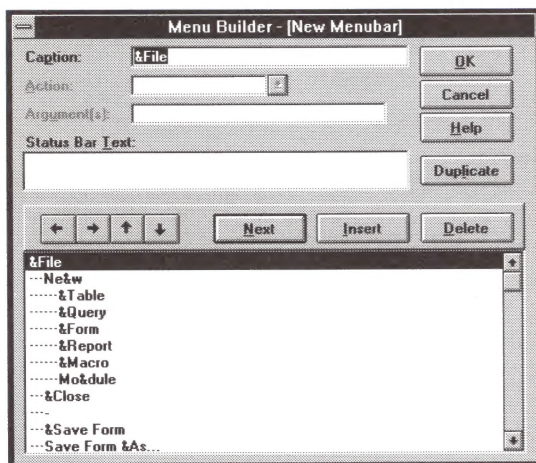 Menu Builder - [New Menubar]
Caption: &File
OK
Action:
Cancel
Argument(s):
Help
Status Bar Text:
Duplicate
Next Insert Delete
&File
---Ne&w
------&Table
------&Query
------&Form
------&Report
------&Macro
------Mo&dule
---&Close
----
---&Save Form
---Save Form &As...